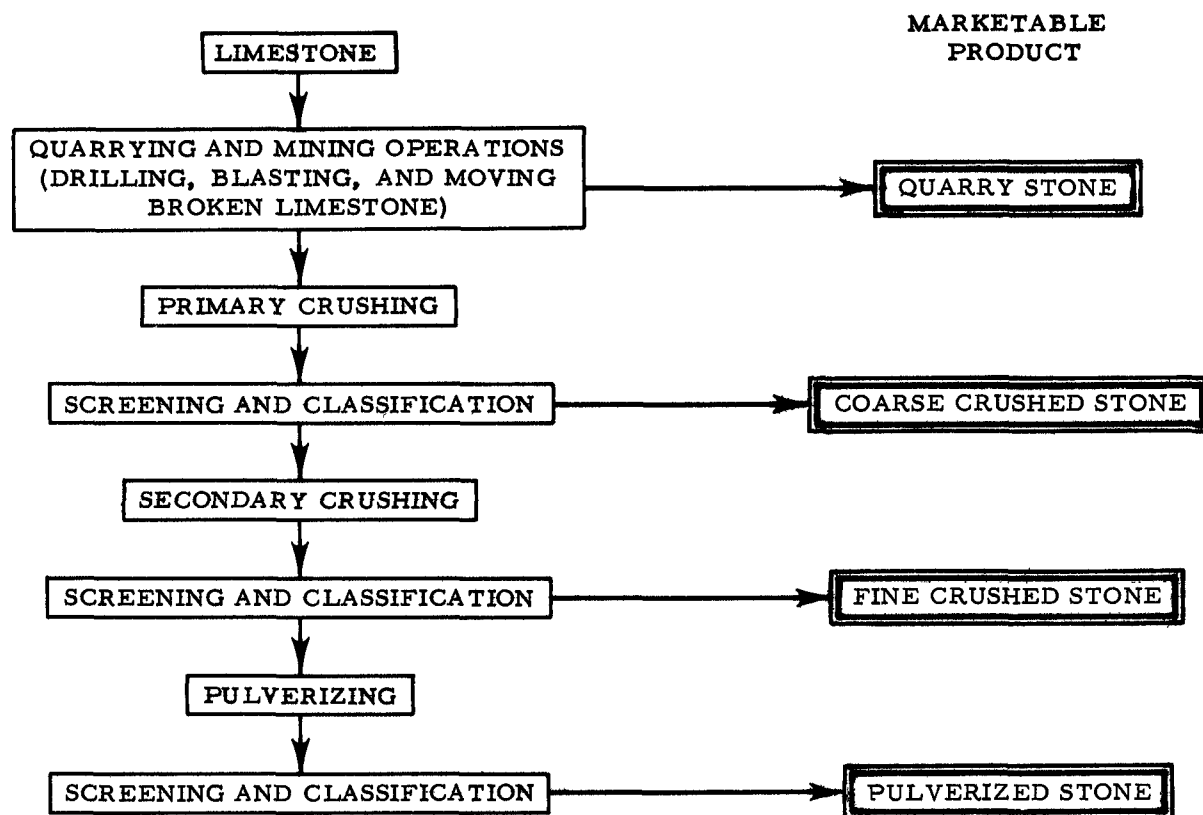 MARKETABLE
PRODUCT
LIMESTONE
QUARRYING AND MINING OPERATIONS
(DRILLING, BLASTING, AND MOVING
BROKEN LIMESTONE)
QUARRY STONE
PRIMARY CRUSHING
SCREENING AND CLASSIFICATION
COARSE CRUSHED STONE
SECONDARY CRUSHING
SCREENING AND CLASSIFICATION
FINE CRUSHED STONE
PULVERIZING
SCREENING AND CLASSIFICATION
PULVERIZED STONE